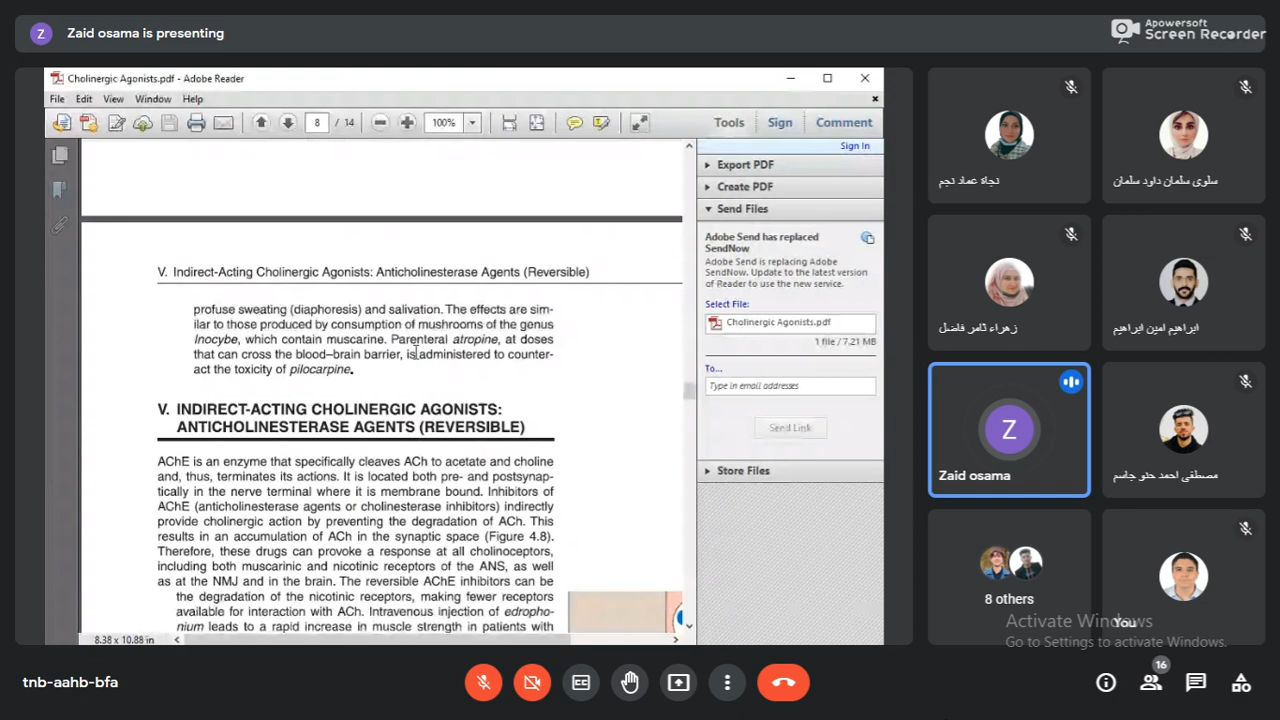 Zaid osama is presenting
Apowersoft
Screen Recorder
Cholinergic Agonists.pdf - Adobe Reader
File Edit View Window Help
8 / 14
100%
Tools Sign Comment
Sign In
Export PDF
Create PDF
Send Files
Adobe Send has replaced
SendNow
Adobe Send is replacing Adobe
SendNow. Update to the latest version
of Reader to use the new service.
Select File:
Cholinergic Agonists.pdf
1 file / 7.21 MB
To...
Type in email addresses
Send Link
Store Files
V. Indirect-Acting Cholinergic Agonists: Anticholinesterase Agents (Reversible)
profuse sweating (diaphoresis) and salivation. The effects are sim-
ilar to those produced by consumption of mushrooms of the genus
Inocybe, which contain muscarine. Parenteral atropine, at doses
that can cross the blood–brain barrier, is administered to counter-
act the toxicity of pilocarpine.
V. INDIRECT-ACTING CHOLINERGIC AGONISTS:
ANTICHOLINESTERASE AGENTS (REVERSIBLE)
AChE is an enzyme that specifically cleaves ACh to acetate and choline
and, thus, terminates its actions. It is located both pre- and postsynap-
tically in the nerve terminal where it is membrane bound. Inhibitors of
AChE (anticholinesterase agents or cholinesterase inhibitors) indirectly
provide cholinergic action by preventing the degradation of ACh. This
results in an accumulation of ACh in the synaptic space (Figure 4.8).
Therefore, these drugs can provoke a response at all cholinoceptors,
including both muscarinic and nicotinic receptors of the ANS, as well
as at the NMJ and in the brain. The reversible AChE inhibitors can be
the degradation of the nicotinic receptors, making fewer receptors
available for interaction with ACh. Intravenous injection of edropho-
nium leads to a rapid increase in muscle strength in patients with
8.38 x 10.88 in
نجاة عماد نجم
سلوى سلمان داود سلمان
زهراء ثامر فاضل
ابراهيم امين ابراهيم
Z
Zaid osama
مصطفى احمد حنو جاسم
8 others
You
Activate Windows
Go to Settings to activate Windows.
tnb-aahb-bfa
16